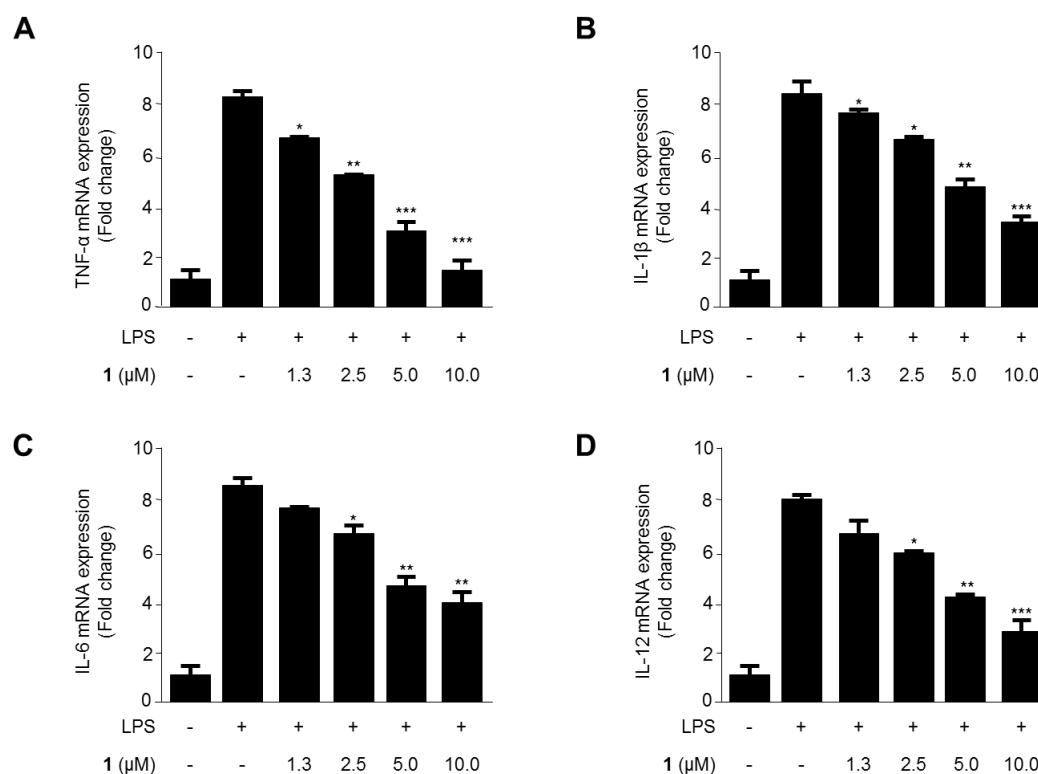 A
TNF-α mRNA expression
(Fold change)
10
8
6
4
2
0
*
**
***
***
LPS - + + + + +
1 (μM) - - 1.3 2.5 5.0 10.0
B
IL-1β mRNA expression
(Fold change)
10
8
6
4
2
0
*
*
**
***
LPS - + + + + +
1 (μM) - - 1.3 2.5 5.0 10.0
C
IL-6 mRNA expression
(Fold change)
10
8
6
4
2
0
*
**
**
LPS - + + + + +
1 (μM) - - 1.3 2.5 5.0 10.0
D
IL-12 mRNA expression
(Fold change)
10
8
6
4
2
0
*
**
***
LPS - + + + + +
1 (μM) - - 1.3 2.5 5.0 10.0